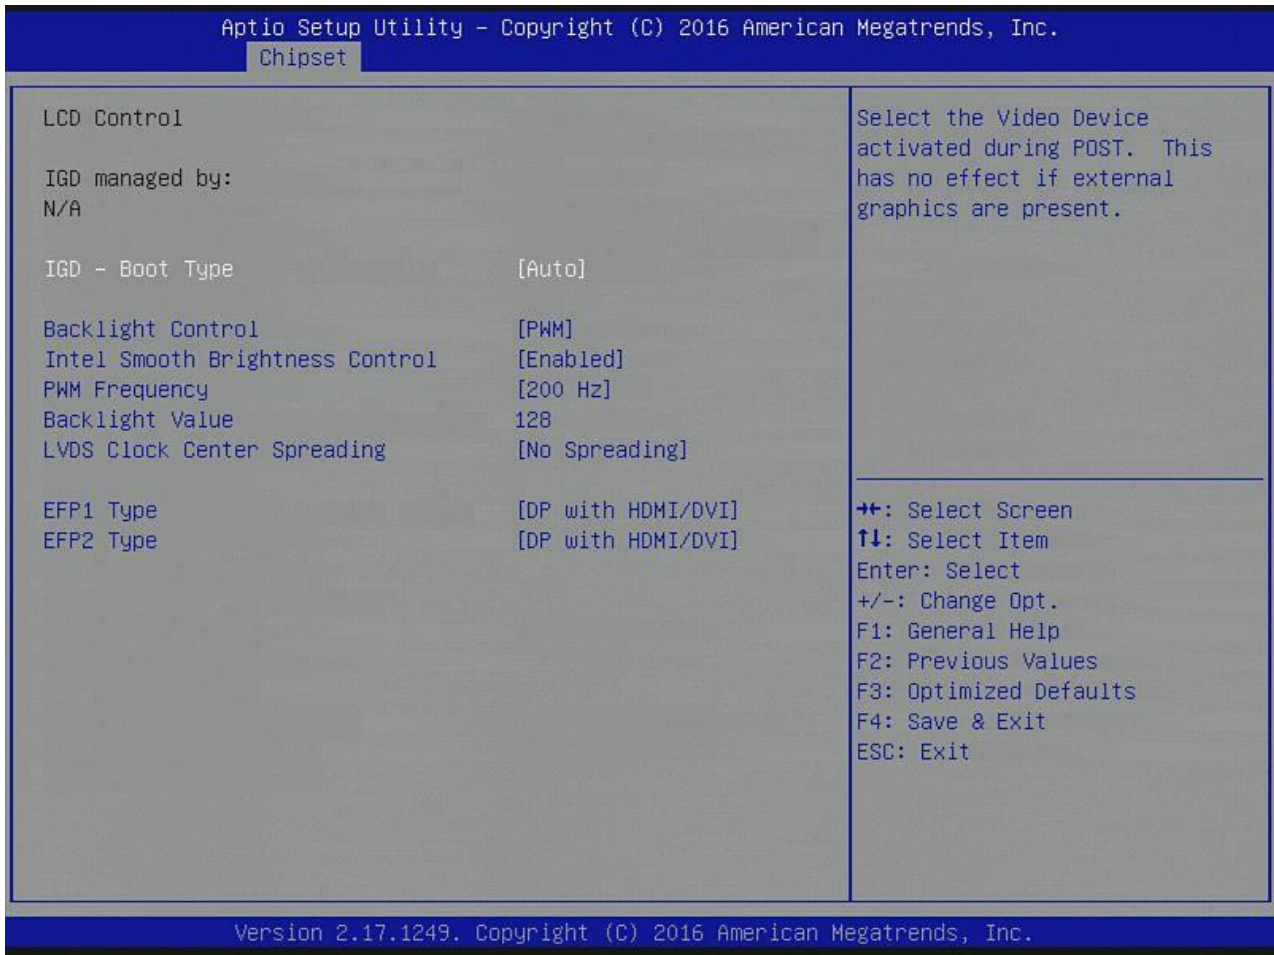 Aptio Setup Utility – Copyright (C) 2016 American Megatrends, Inc.
Chipset
LCD Control
IGD managed by:
N/A
IGD – Boot Type [Auto]
Backlight Control [PWM]
Intel Smooth Brightness Control [Enabled]
PWM Frequency [200 Hz]
Backlight Value 128
LVDS Clock Center Spreading [No Spreading]
EFP1 Type [DP with HDMI/DVI]
EFP2 Type [DP with HDMI/DVI]
Select the Video Device
activated during POST. This
has no effect if external
graphics are present.
→←: Select Screen
↑↓: Select Item
Enter: Select
+/-: Change Opt.
F1: General Help
F2: Previous Values
F3: Optimized Defaults
F4: Save & Exit
ESC: Exit
Version 2.17.1249. Copyright (C) 2016 American Megatrends, Inc.